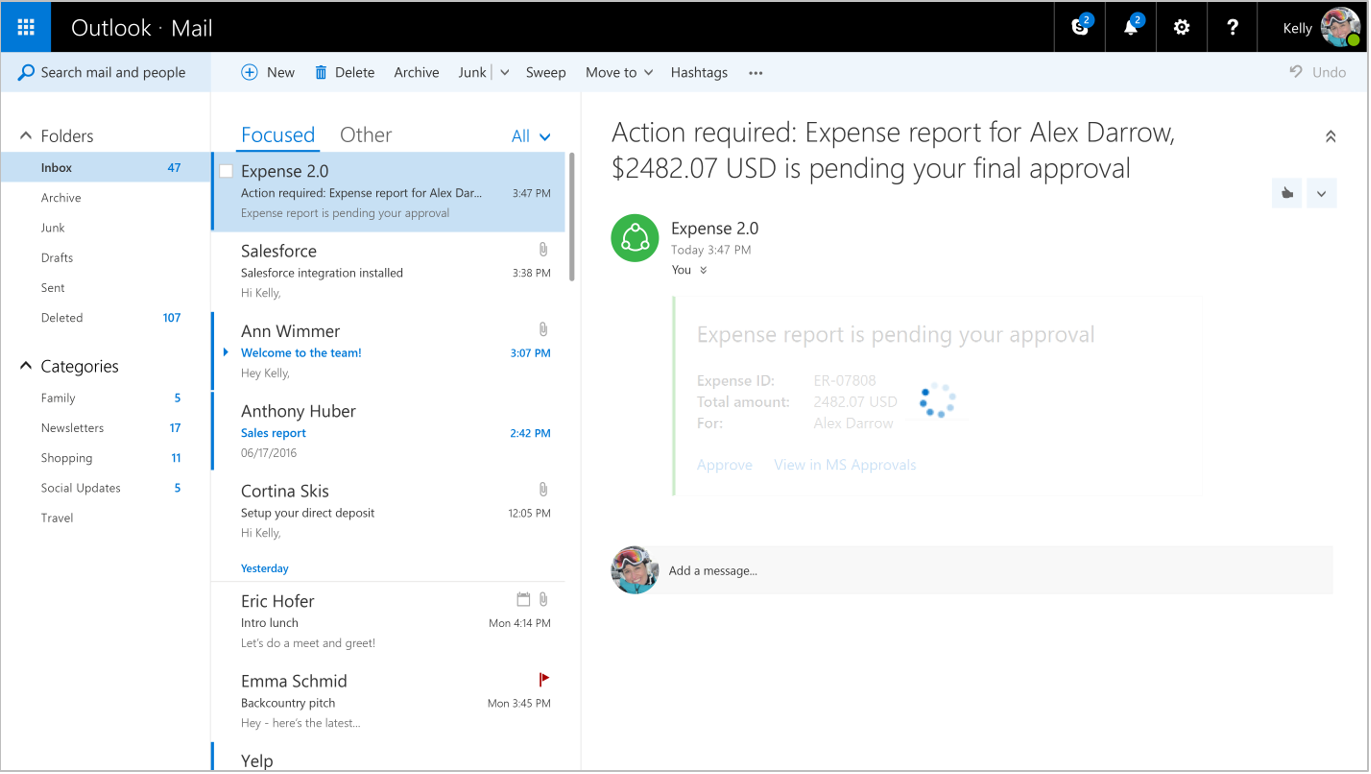 Outlook · Mail
2
2
?
Kelly
Search mail and people
New
Delete
Archive
Junk
Sweep
Move to
Hashtags
Undo
Folders
Inbox 47
Archive
Junk
Drafts
Sent
Deleted 107
Categories
Family 5
Newsletters 17
Shopping 11
Social Updates 5
Travel
Focused
Other
All
Expense 2.0
Action required: Expense report for Alex Dar... 3:47 PM
Expense report is pending your approval
Salesforce
Salesforce integration installed 3:38 PM
Hi Kelly,
Ann Wimmer
Welcome to the team! 3:07 PM
Hey Kelly,
Anthony Huber
Sales report 2:42 PM
06/17/2016
Cortina Skis
Setup your direct deposit 12:05 PM
Hi Kelly,
Yesterday
Eric Hofer
Intro lunch Mon 4:14 PM
Let's do a meet and greet!
Emma Schmid
Backcountry pitch Mon 3:45 PM
Hey - here's the latest...
Yelp
Action required: Expense report for Alex Darrow,
$2482.07 USD is pending your final approval
Expense 2.0
Today 3:47 PM
You
Expense report is pending your approval
Expense ID: ER-07808
Total amount: 2482.07 USD
For: Alex Darrow
Approve View in MS Approvals
Add a message...